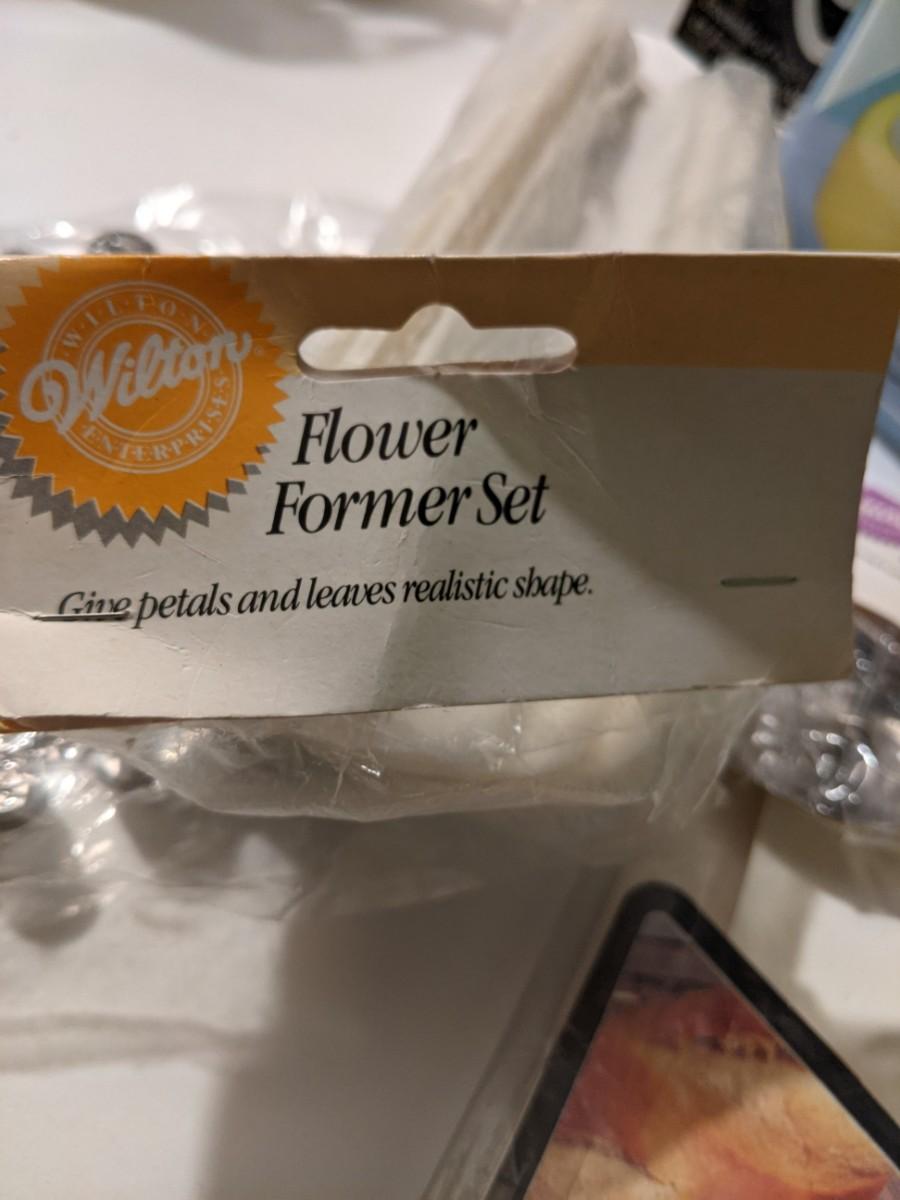 WILTON
Wilton®
ENTERPRISES
Flower
Former Set
Give petals and leaves realistic shape.